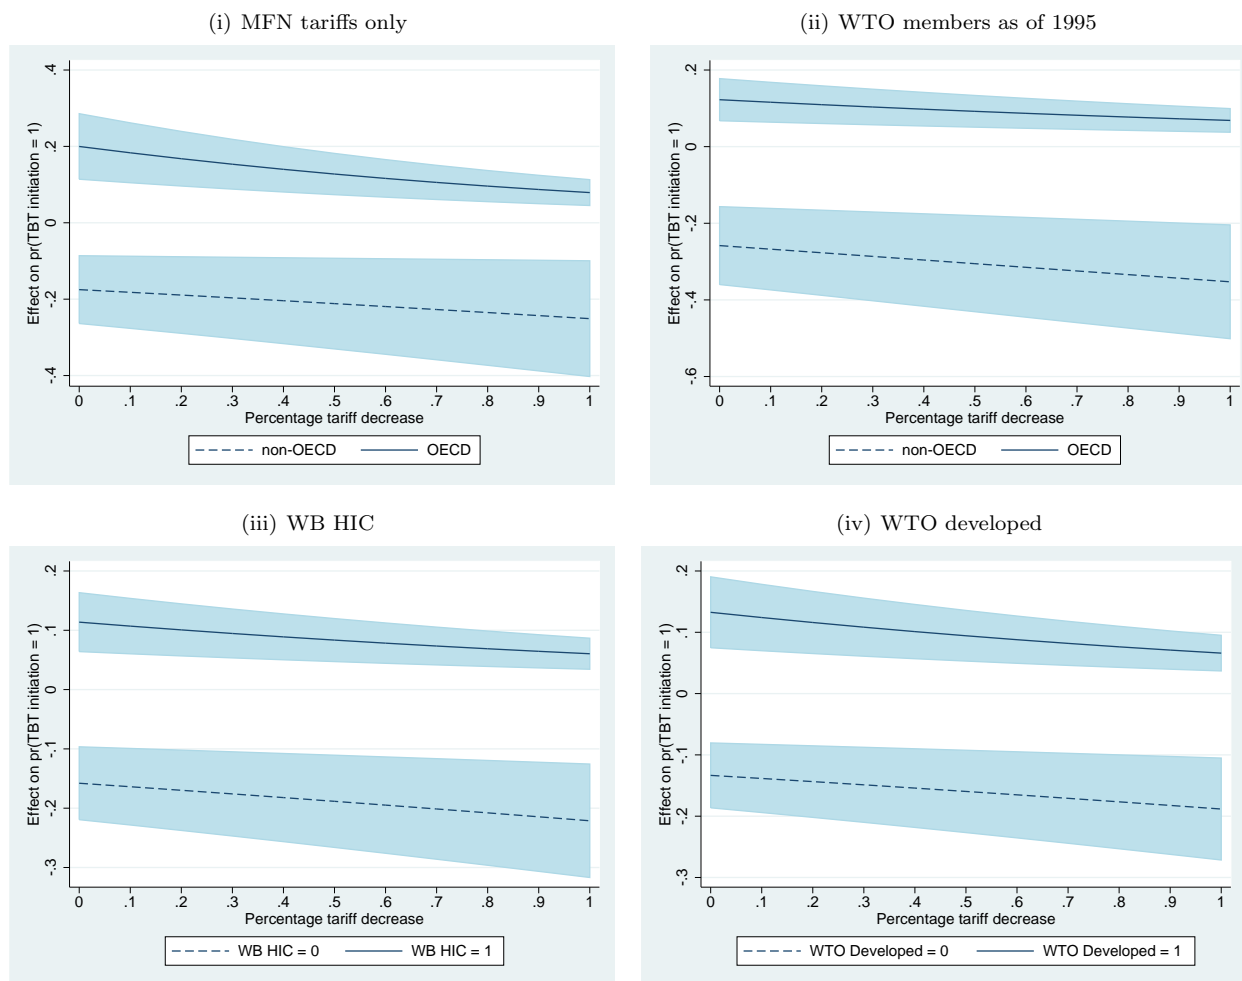 (i) MFN tariffs only
Effect on pr(TBT initiation = 1)
.4
.2
0
-.2
-.4
0 .1 .2 .3 .4 .5 .6 .7 .8 .9 1
Percentage tariff decrease
non-OECD OECD
(ii) WTO members as of 1995
Effect on pr(TBT initiation = 1)
.2
0
-.2
-.4
-.6
0 .1 .2 .3 .4 .5 .6 .7 .8 .9 1
Percentage tariff decrease
non-OECD OECD
(iii) WB HIC
Effect on pr(TBT initiation = 1)
.2
.1
0
-.1
-.2
-.3
0 .1 .2 .3 .4 .5 .6 .7 .8 .9 1
Percentage tariff decrease
WB HIC = 0 WB HIC = 1
(iv) WTO developed
Effect on pr(TBT initiation = 1)
.2
.1
0
-.1
-.2
-.3
0 .1 .2 .3 .4 .5 .6 .7 .8 .9 1
Percentage tariff decrease
WTO Developed = 0 WTO Developed = 1